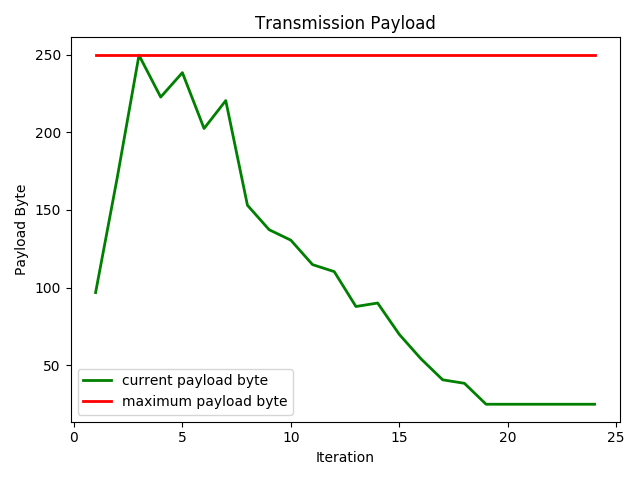 Transmission Payload
250
200
150
100
50
Payload Byte
current payload byte
maximum payload byte
0 5 10 15 20 25
Iteration